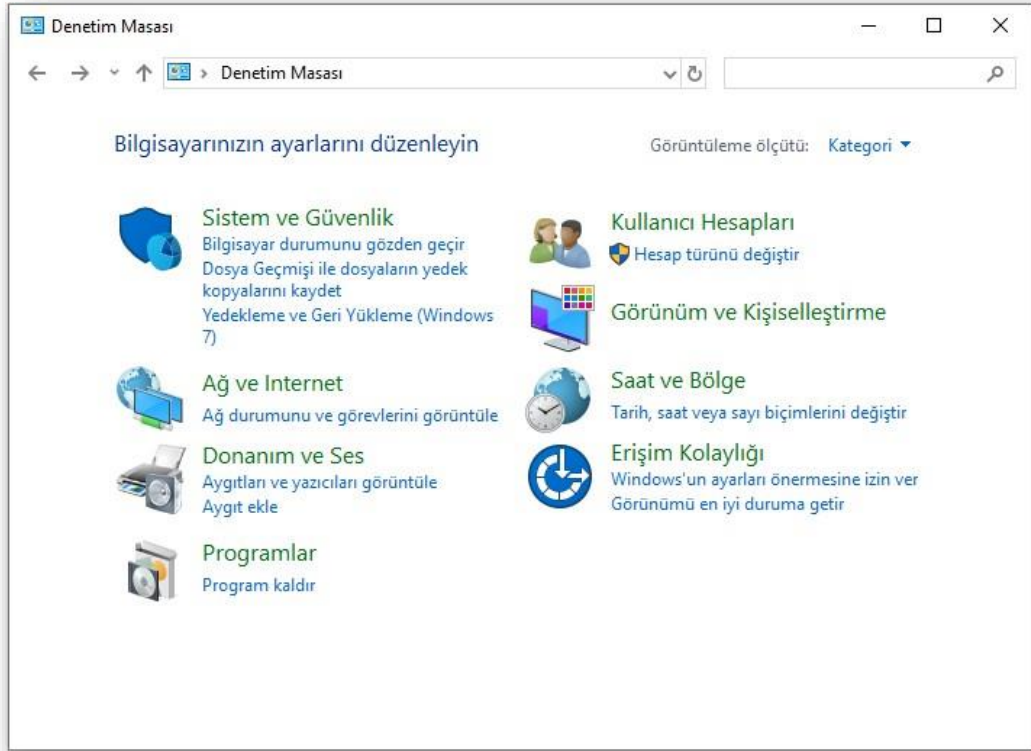 Denetim Masası
Denetim Masası
Bilgisayarınızın ayarlarını düzenleyin
Görüntüleme ölçütü: Kategori
Sistem ve Güvenlik
Bilgisayar durumunu gözden geçir
Dosya Geçmişi ile dosyaların yedek
kopyalarını kaydet
Yedekleme ve Geri Yükleme (Windows
7)
Ağ ve Internet
Ağ durumunu ve görevlerini görüntüle
Donanım ve Ses
Aygıtları ve yazıcıları görüntüle
Aygıt ekle
Programlar
Program kaldır
Kullanıcı Hesapları
Hesap türünü değiştir
Görünüm ve Kişiselleştirme
Saat ve Bölge
Tarih, saat veya sayı biçimlerini değiştir
Erişim Kolaylığı
Windows'un ayarları önermesine izin ver
Görünümü en iyi duruma getir